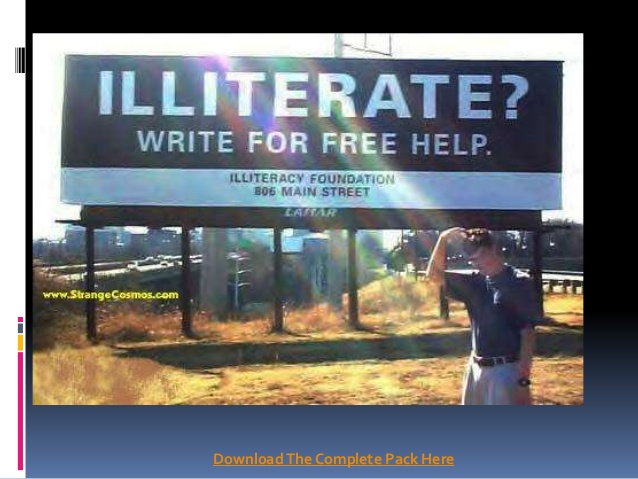 ILLITERATE?
WRITE FOR FREE HELP.
ILLITERACY FOUNDATION
806 MAIN STREET
LAMAR
www.StrangeCosmos.com
Download The Complete Pack Here